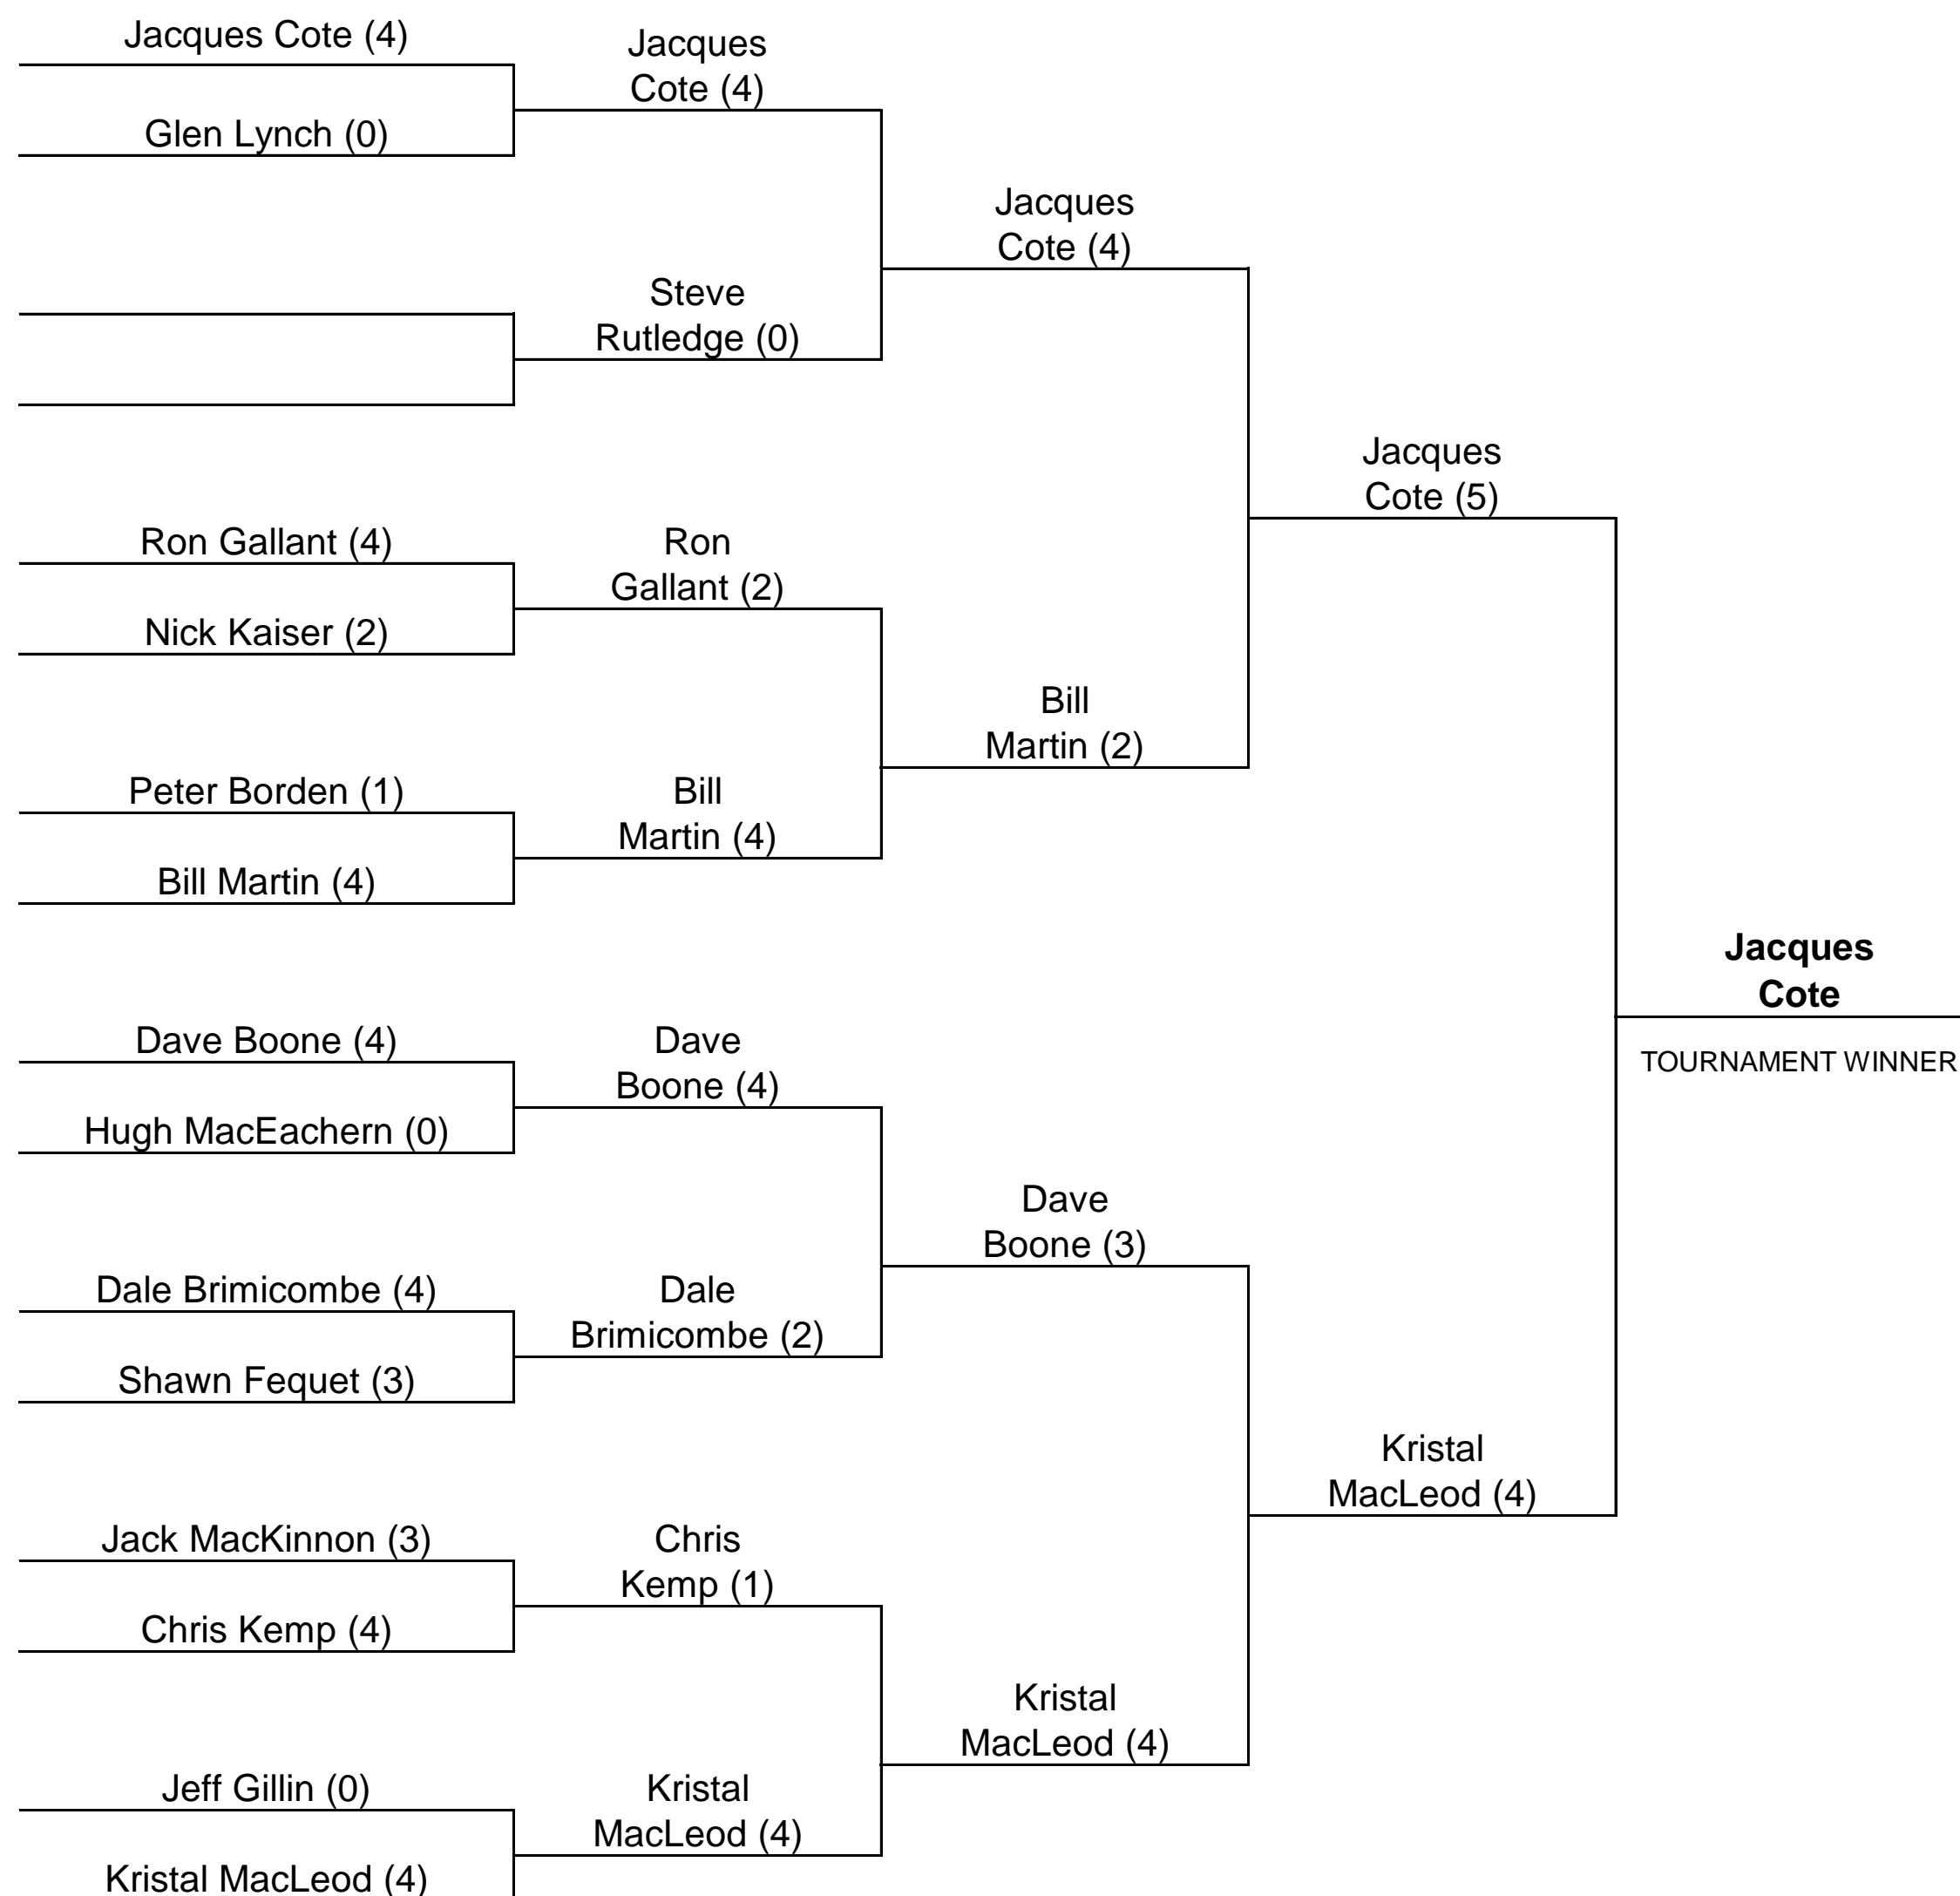 Jacques Cote (4)
Glen Lynch (0)
Ron Gallant (4)
Nick Kaiser (2)
Peter Borden (1)
Bill Martin (4)
Dave Boone (4)
Hugh MacEachern (0)
Dale Brimicombe (4)
Shawn Fequet (3)
Jack MacKinnon (3)
Chris Kemp (4)
Jeff Gillin (0)
Kristal MacLeod (4)
Jacques
Cote (4)
Steve
Rutledge (0)
Ron
Gallant (2)
Bill
Martin (4)
Dave
Boone (4)
Dale
Brimicombe (2)
Chris
Kemp (1)
Kristal
MacLeod (4)
Jacques
Cote (4)
Bill
Martin (2)
Dave
Boone (3)
Kristal
MacLeod (4)
Jacques
Cote (5)
Kristal
MacLeod (4)
Jacques
Cote
TOURNAMENT WINNER